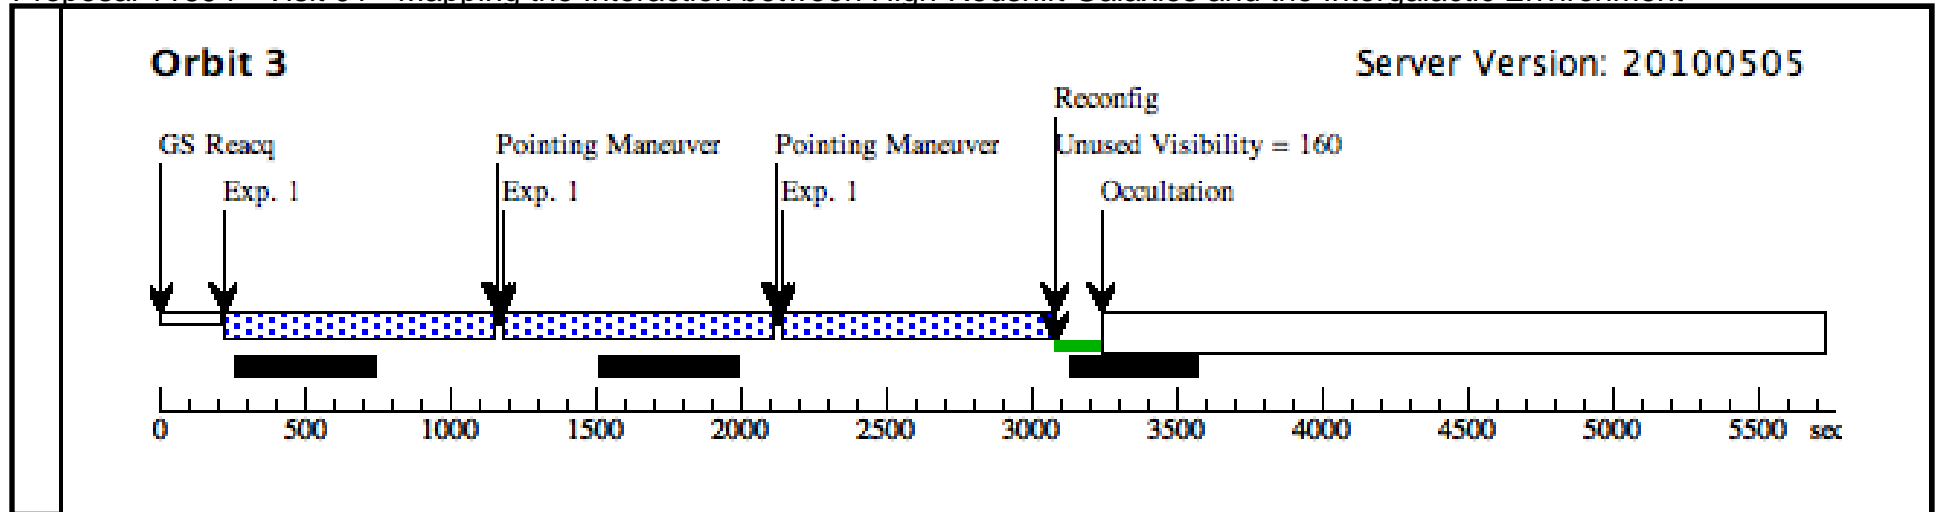 Orbit 3
Server Version: 20100505
Reconfig
GS Reacq
Pointing Maneuver
Pointing Maneuver
Unused Visibility = 160
Exp. 1
Exp. 1
Exp. 1
Occultation
0 500 1000 1500 2000 2500 3000 3500 4000 4500 5000 5500 sec